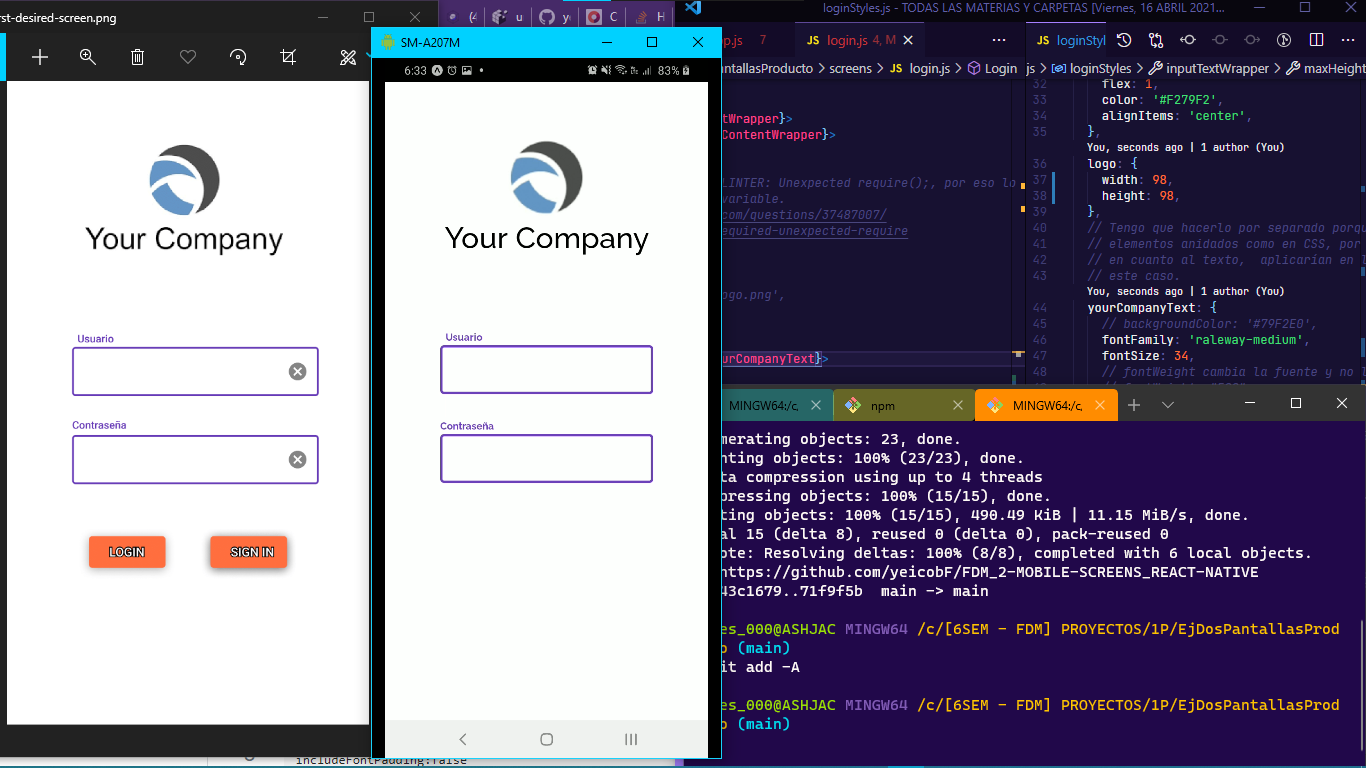 rst-desired-screen.png
Your Company
Usuario
Contraseña
LOGIN
SIGN IN
SM-A207M
6:33
83%
Your Company
Usuario
Contraseña
(4
u
y
C
H
loginStyles.js - TODAS LAS MATERIAS Y CARPETAS [Viernes, 16 ABRIL 2021...
p.js 7
JS login.js 4, M
antallasProducto > screens > JS login.js > Login
tWrapper}>
ContentWrapper}>
LINTER: Unexpected require();, por eso lo
variable.
com/questions/37487007/
equired-unexpected-require
ogo.png',
urCompanyText}>
JS loginStyl
js > loginStyles > inputTextWrapper > maxHeight
32 flex: 1,
33 color: '#F279F2',
34 alignItems: 'center',
35 },
You, seconds ago | 1 author (You)
36 logo: {
37 width: 98,
38 height: 98,
39 },
40 // Tengo que hacerlo por separado porqu
41 // elementos anidados como en CSS, por
42 // en cuanto al texto, aplicarian en l
43 // este caso.
You, seconds ago | 1 author (You)
44 yourCompanyText: {
45 // backgroundColor: '#79F2E0',
46 fontFamily: 'raleway-medium',
47 fontSize: 34,
48 // fontWeight cambia la fuente y no l
MINGW64:/c,
npm
MINGW64:/c,
merating objects: 23, done.
nting objects: 100% (23/23), done.
ta compression using up to 4 threads
pressing objects: 100% (15/15), done.
ting objects: 100% (15/15), 490.49 KiB | 11.15 MiB/s, done.
al 15 (delta 8), reused 0 (delta 0), pack-reused 0
ote: Resolving deltas: 100% (8/8), completed with 6 local objects.
https://github.com/yeicobF/FDM_2-MOBILE-SCREENS_REACT-NATIVE
43c1679..71f9f5b main -> main
es_000@ASHJAC MINGW64 /c/[6SEM - FDM] PROYECTOS/1P/EjDosPantallasProd
o (main)
it add -A
es_000@ASHJAC MINGW64 /c/[6SEM - FDM] PROYECTOS/1P/EjDosPantallasProd
o (main)
includeFontPadding:false